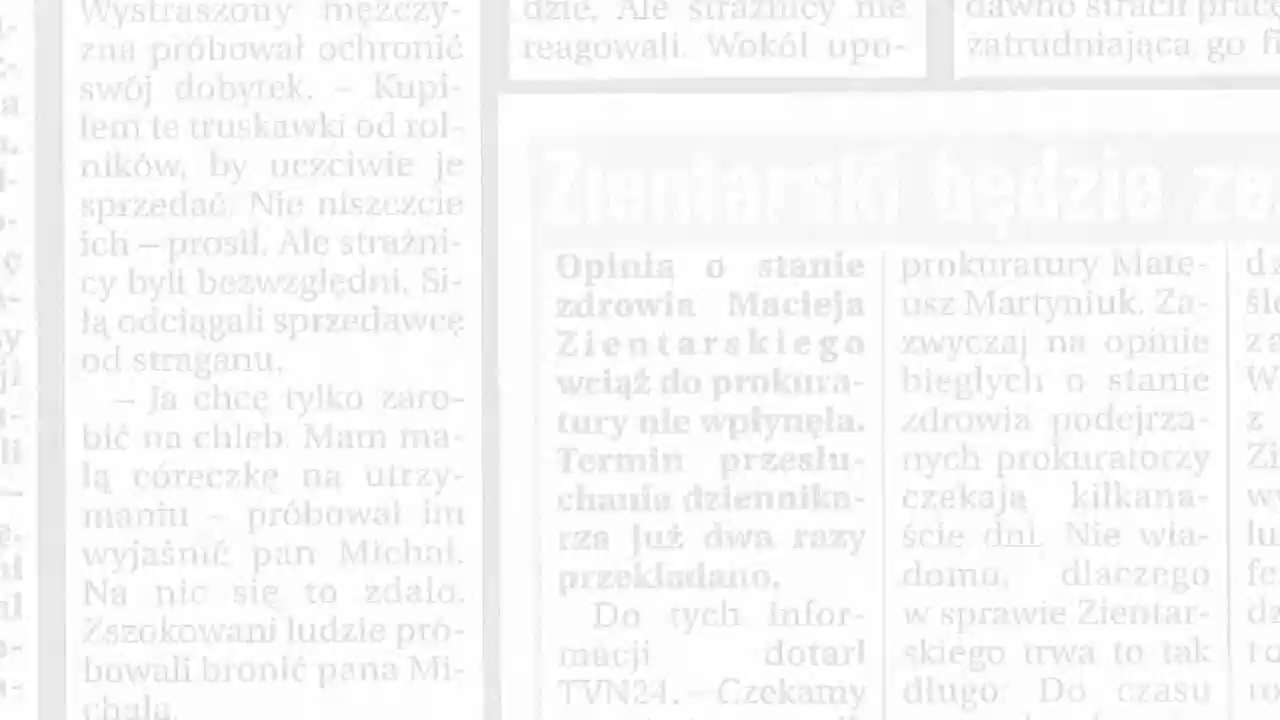 Wystraszony mężczy-
zna próbował ochronić
swój dobytek. – Kupi-
łem te truskawki od rol-
ników, by uczciwie je
sprzedać. Nie niszczcie
ich – prosił. Ale strażni-
cy byli bezwzględni. Si-
łą odciągali sprzedawcę
od straganu.
– Ja chcę tylko zaro-
bić na chleb. Mam ma-
łą córeczkę na utrzy-
maniu – próbował im
wyjaśnić pan Michał.
Na nic się to zdało.
Zszokowani ludzie pró-
bowali bronić pana Mi-
chała.
dzie. Ale strażnicy nie
reagowali. Wokół upo-
dawno stracił pracę
zatrudniająca go
Zientarski będzie
Opinia o stanie
zdrowia Macieja
Zientarskiego
wciąż do prokura-
tury nie wpłynęła.
Termin przesłu-
chania dziennika-
rza już dwa razy
przekładano.
Do tych infor-
macji dotarł
TVN24. – Czekamy
prokuratury Mate-
usz Martyniuk. Za-
zwyczaj na opinie
biegłych o stanie
zdrowia podejrza-
nych prokuratorzy
czekają kilkana-
ście dni. Nie wia-
domo, dlaczego
w sprawie Zientar-
skiego trwa to tak
długo. Do czasu